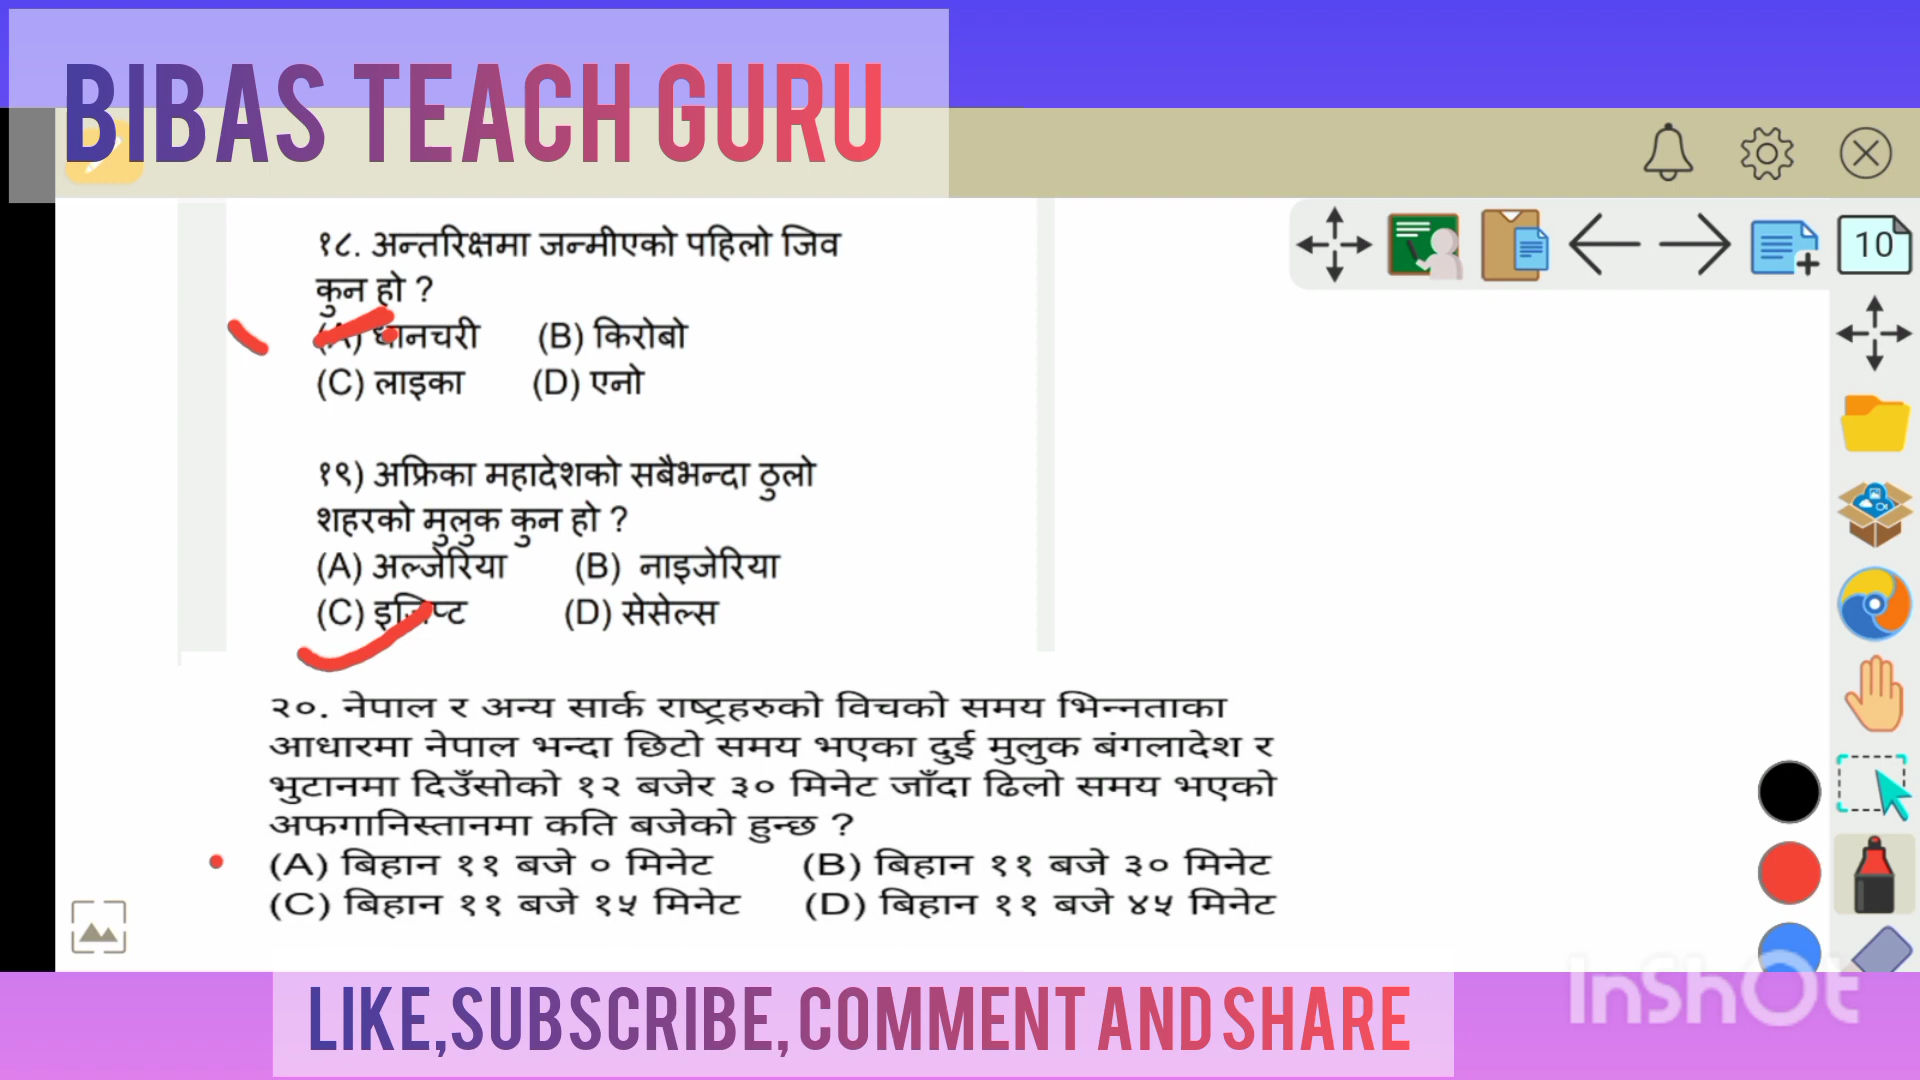 BIBAS TEACH GURU
10
१८. अन्तरिक्षमा जन्मीएको पहिलो जिव
कुन हो ?
(A) धानचरी (B) किरोबो
(C) लाइका (D) एनो
१९) अफ्रिका महादेशको सबैभन्दा ठुलो
शहरको मुलुक कुन हो ?
(A) अल्जेरिया (B) नाइजेरिया
(C) इजिप्ट (D) सेसेल्स
२०. नेपाल र अन्य सार्क राष्ट्रहरुको विचको समय भिन्नताका
आधारमा नेपाल भन्दा छिटो समय भएका दुई मुलुक बंगलादेश र
भुटानमा दिउँसोको १२ बजेर ३० मिनेट जाँदा ढिलो समय भएको
अफगानिस्तानमा कति बजेको हुन्छ ?
(A) बिहान ११ बजे ० मिनेट (B) बिहान ११ बजे ३० मिनेट
(C) बिहान ११ बजे १५ मिनेट (D) बिहान ११ बजे ४५ मिनेट
InShOt
LIKE,SUBSCRIBE, COMMENT AND SHARE